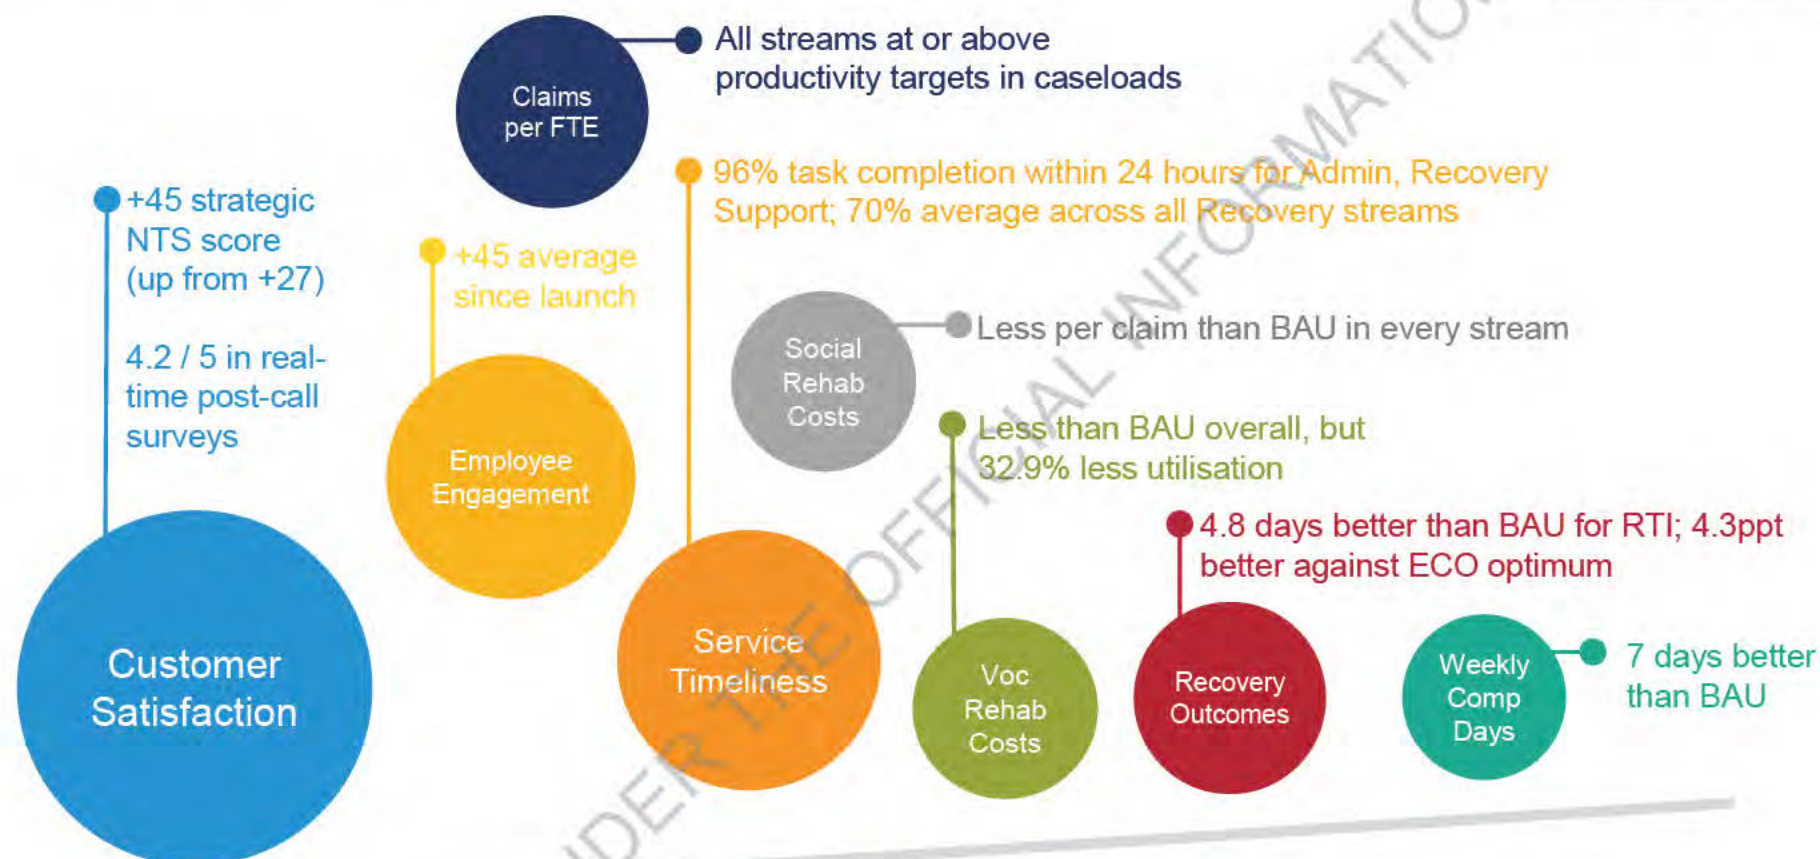 Claims
per FTE
All streams at or above
productivity targets in caseloads
+45 strategic
NTS score
(up from +27)
4.2 / 5 in real-
time post-call
surveys
Customer
Satisfaction
+45 average
since launch
Employee
Engagement
96% task completion within 24 hours for Admin, Recovery
Support; 70% average across all Recovery streams
Service
Timeliness
Social
Rehab
Costs
Less per claim than BAU in every stream
Less than BAU overall, but
32.9% less utilisation
Voc
Rehab
Costs
4.8 days better than BAU for RTI; 4.3ppt
better against ECO optimum
Recovery
Outcomes
Weekly
Comp
Days
7 days better
than BAU
UNDER THE OFFICIAL INFORMATION